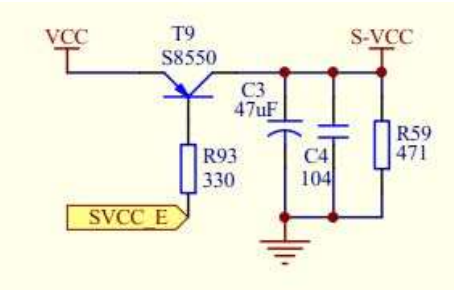 VCC
T9
S8550
S-VCC
C3
47uF
C4
104
R59
471
R93
330
SVCC_E